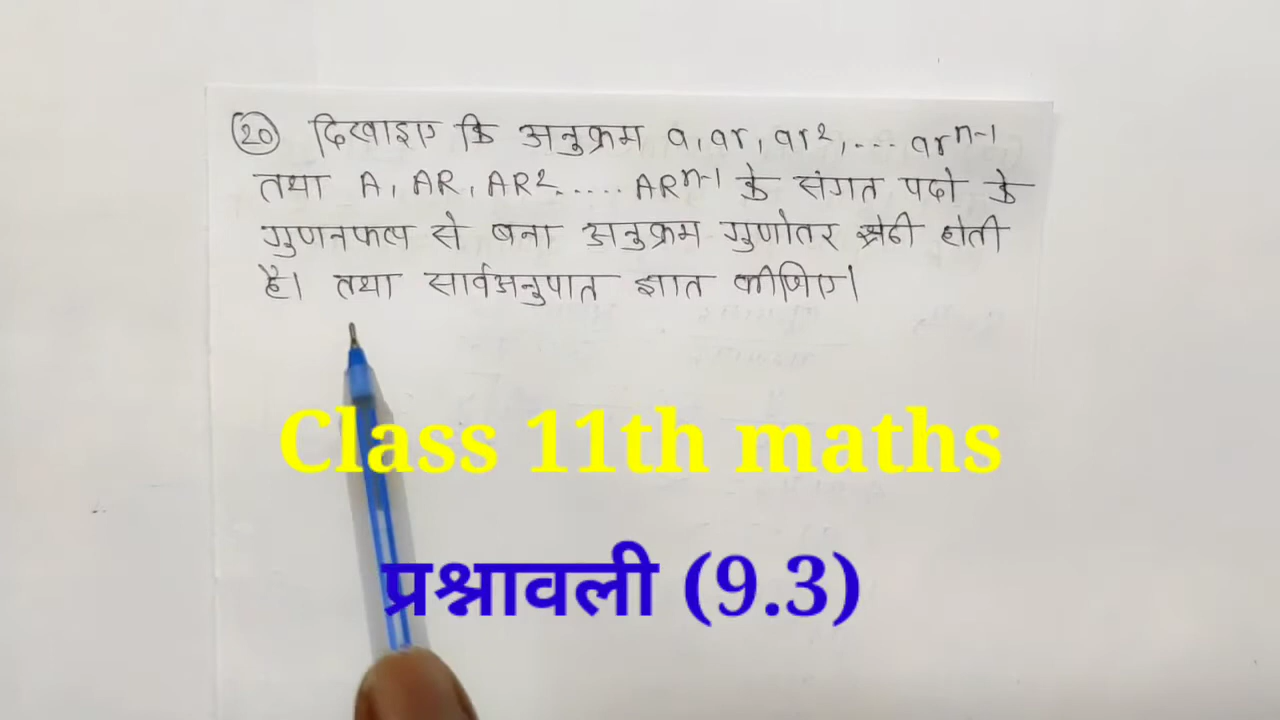 (20) दिखाइए कि अनुक्रम a, ar, ar², ... arⁿ⁻¹
तथा A, AR, AR² ..... ARⁿ⁻¹ के संगत पदो के
गुणनफल से बना अनुक्रम गुणोतर श्रेढी होती
है। तथा सार्वअनुपात ज्ञात कीजिए।
Class 11th maths
प्रश्नावली (9.3)